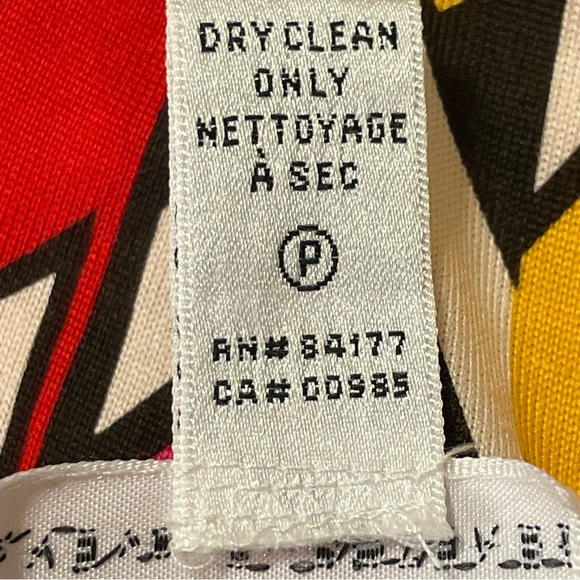 DRY CLEAN
ONLY
NETTOYAGE
À SEC
P
RN# 84177
CA# 00985